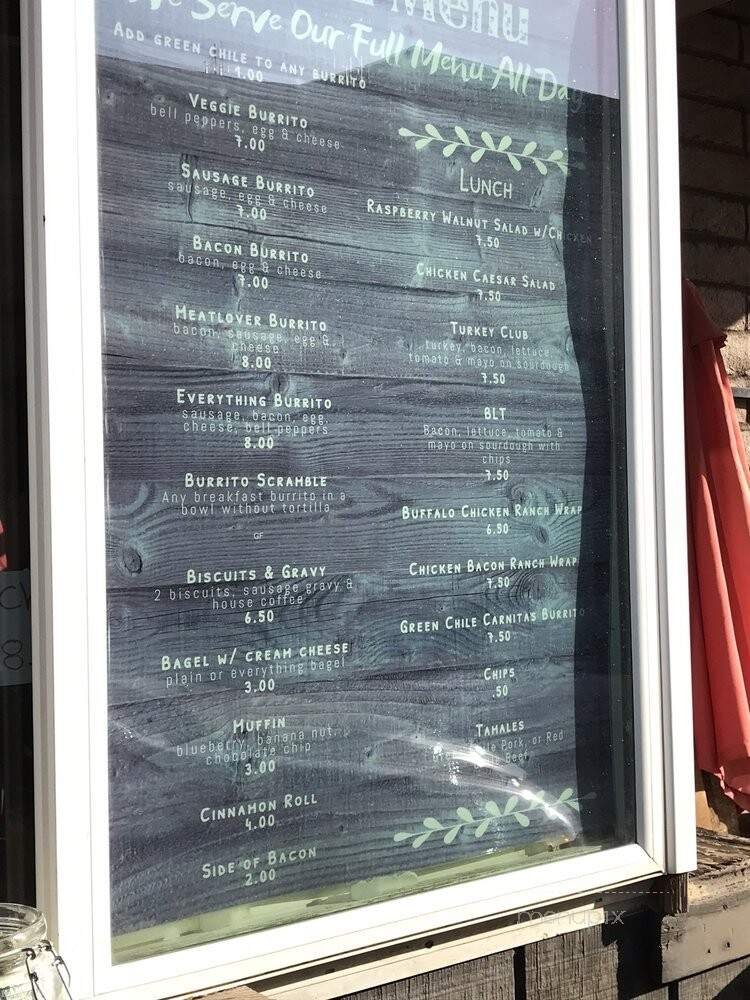 Menu
We Serve Our Full Menu All Day
Add green chile to any burrito
1.00
Veggie Burrito
bell peppers, egg & cheese
7.00
Sausage Burrito
sausage, egg & cheese
7.00
Bacon Burrito
bacon, egg & cheese
7.00
Meatlover Burrito
bacon, sausage, egg &
cheese
8.00
Everything Burrito
sausage, bacon, egg,
cheese, bell peppers
8.00
Burrito Scramble
Any breakfast burrito in a
bowl without tortilla
GF
Biscuits & Gravy
2 biscuits, sausage gravy &
house coffee
6.50
Bagel w/ cream cheese
plain or everything bagel
3.00
Muffin
blueberry, banana nut,
chocolate chip
3.00
Cinnamon Roll
4.00
Side of Bacon
2.00
Lunch
Raspberry Walnut Salad w/Chicken
7.50
Chicken Caesar Salad
7.50
Turkey Club
turkey, bacon, lettuce,
tomato & mayo on sourdough
7.50
BLT
Bacon, lettuce, tomato &
mayo on sourdough with
chips
7.50
Buffalo Chicken Ranch Wrap
6.50
Chicken Bacon Ranch Wrap
7.50
Green Chile Carnitas Burrito
7.50
Chips
.50
Tamales
Pork, or Red
Beef
menupix